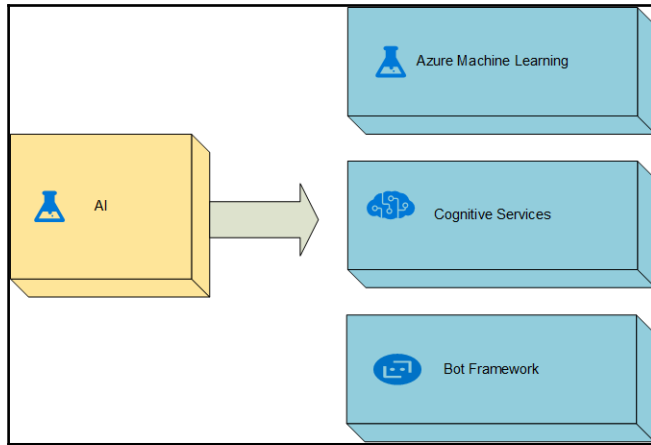 Azure Machine Learning
AI
Cognitive Services
Bot Framework